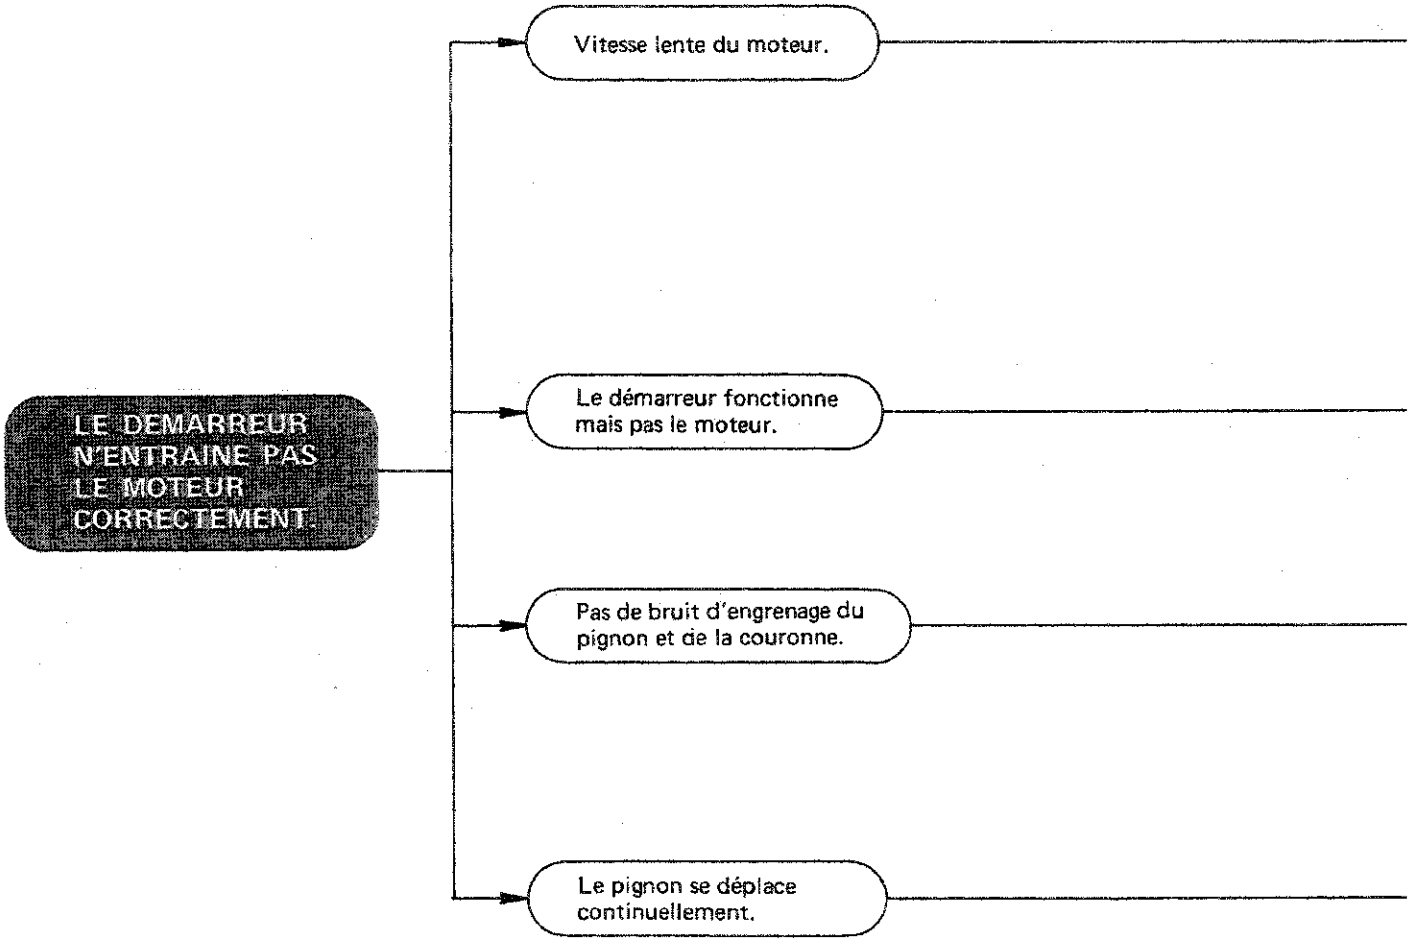 Vitesse lente du moteur.
Le démarreur fonctionne
mais pas le moteur.
LE DEMARREUR
N'ENTRAINE PAS
LE MOTEUR
CORRECTEMENT.
Pas de bruit d'engrenage du
pignon et de la couronne.
Le pignon se déplace
continuellement.